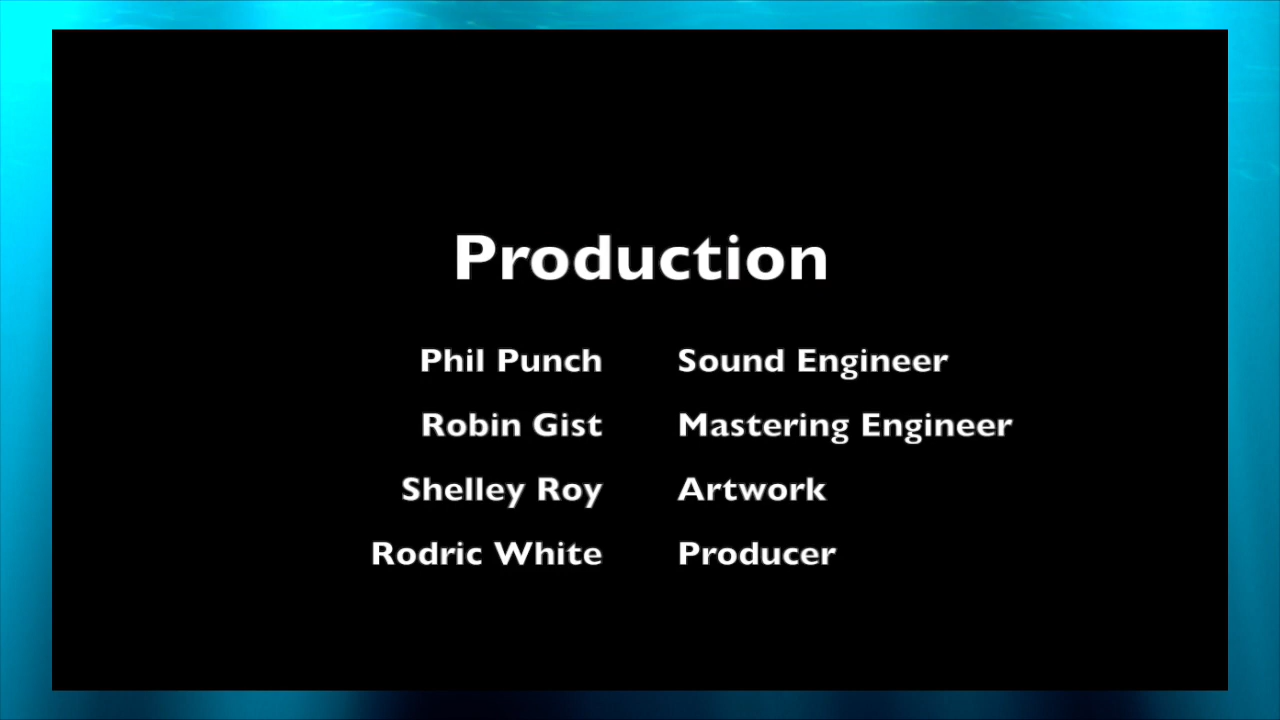 Production
Phil Punch Sound Engineer
Robin Gist Mastering Engineer
Shelley Roy Artwork
Rodric White Producer